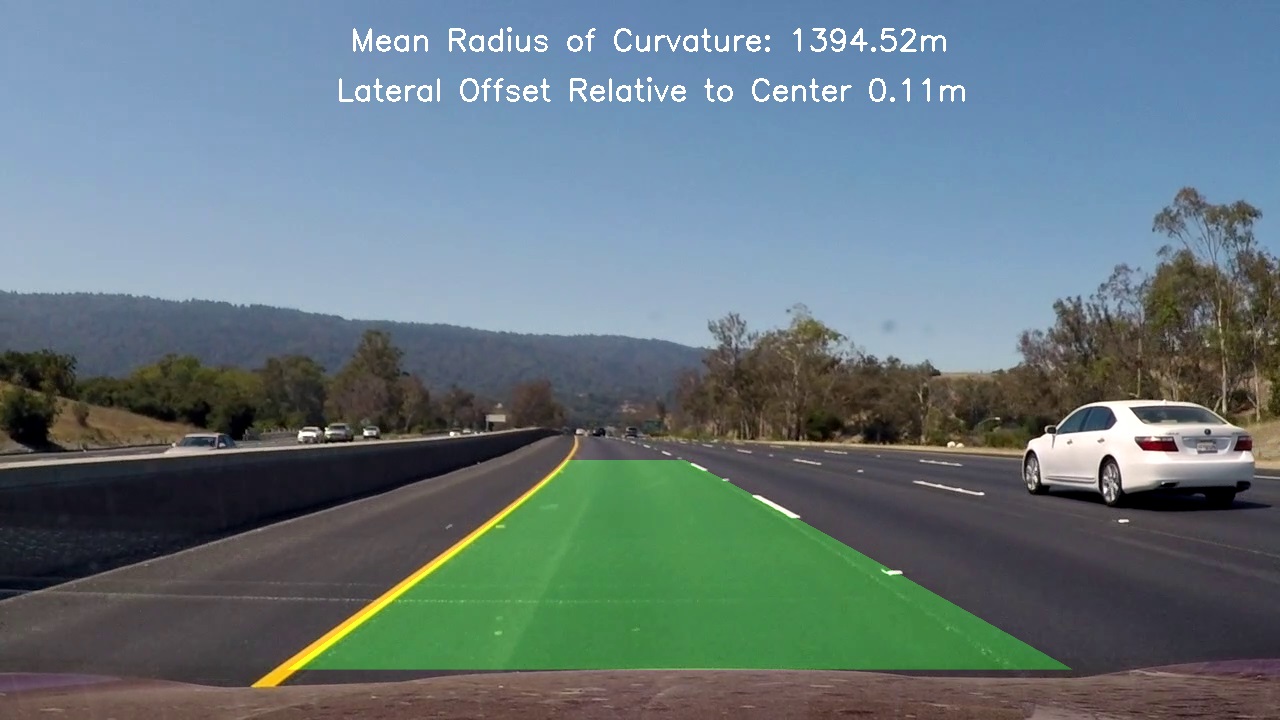 Mean Radius of Curvature: 1394.52m
Lateral Offset Relative to Center 0.11m